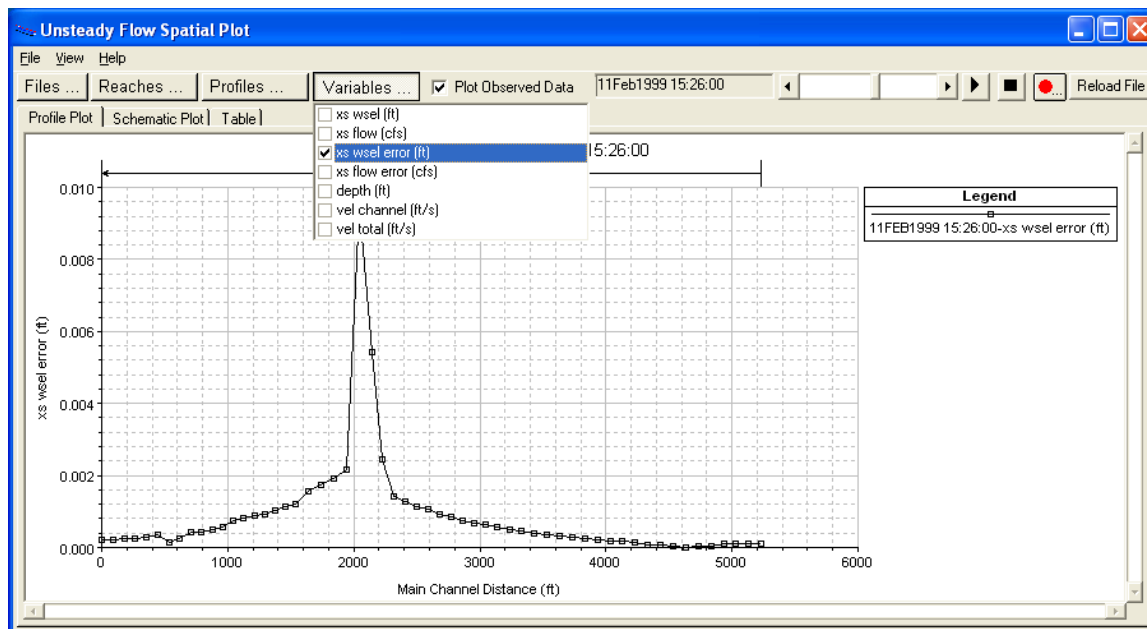 Unsteady Flow Spatial Plot
File View Help
Files ... Reaches ... Profiles ... Variables ... Plot Observed Data 11Feb1999 15:26:00 Reload File
Profile Plot Schematic Plot Table
xs wsel (ft)
xs flow (cfs)
xs wsel error (ft)
xs flow error (cfs)
depth (ft)
vel channel (ft/s)
vel total (ft/s)
15:26:00
Legend
11FEB1999 15:26:00-xs wsel error (ft)
xs wsel error (ft)
0.010
0.008
0.006
0.004
0.002
0.000
0 1000 2000 3000 4000 5000 6000
Main Channel Distance (ft)